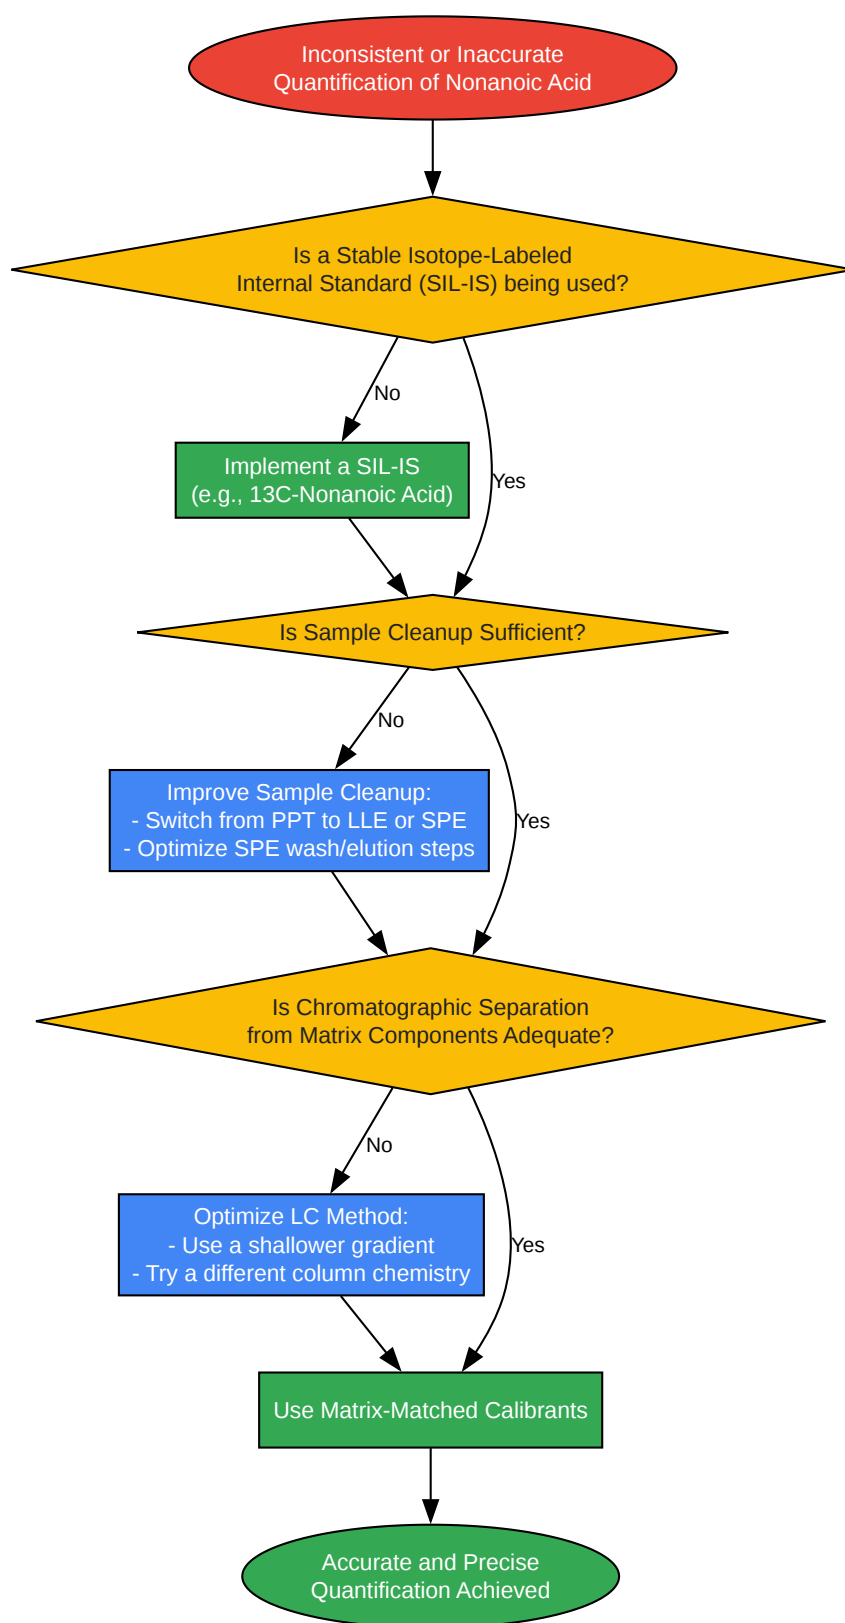 Inconsistent or Inaccurate
Quantification of Nonanoic Acid
Is a Stable Isotope-Labeled
Internal Standard (SIL-IS) being used?
No
Implement a SIL-IS
(e.g., 13C-Nonanoic Acid)
Yes
Is Sample Cleanup Sufficient?
No
Improve Sample Cleanup:
- Switch from PPT to LLE or SPE
- Optimize SPE wash/elution steps
Yes
Is Chromatographic Separation
from Matrix Components Adequate?
No
Optimize LC Method:
- Use a shallower gradient
- Try a different column chemistry
Yes
Use Matrix-Matched Calibrants
Accurate and Precise
Quantification Achieved